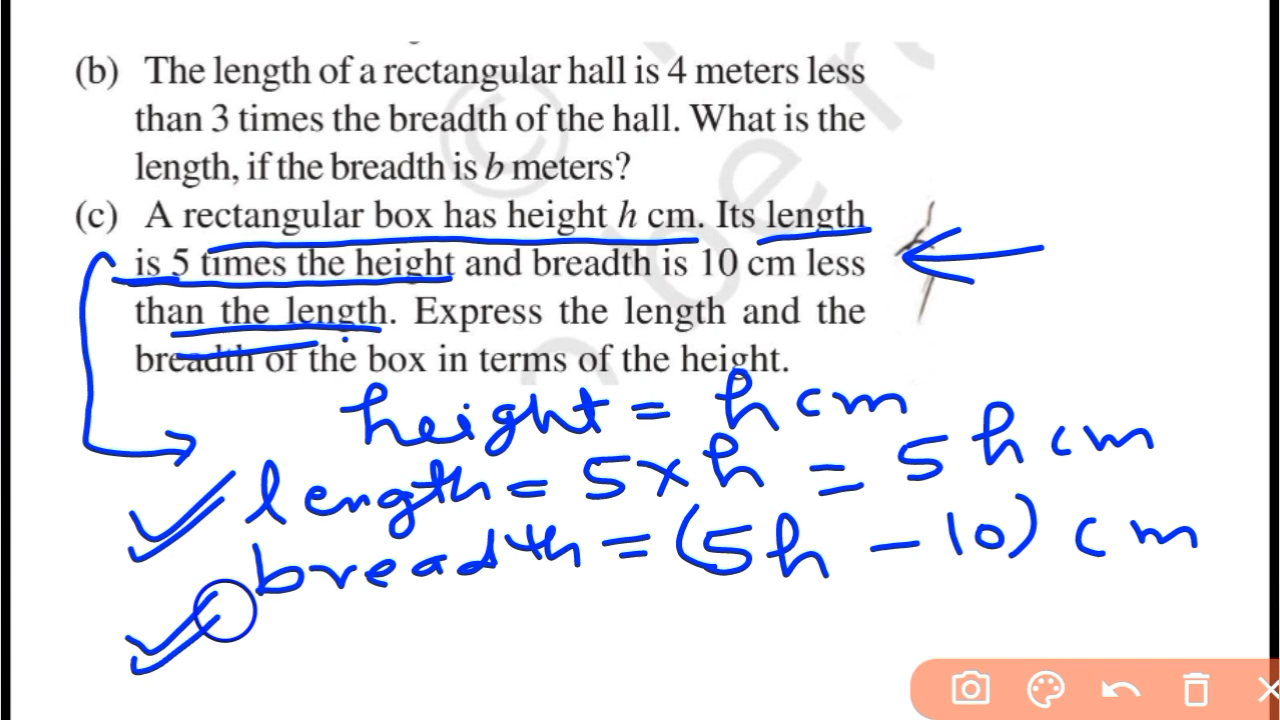 (b) The length of a rectangular hall is 4 meters less
than 3 times the breadth of the hall. What is the
length, if the breadth is b meters?
(c) A rectangular box has height h cm. Its length
is 5 times the height and breadth is 10 cm less
than the length. Express the length and the
breadth of the box in terms of the height.
height = h cm
length = 5 × h = 5 h cm
breadth = (5h – 10) cm